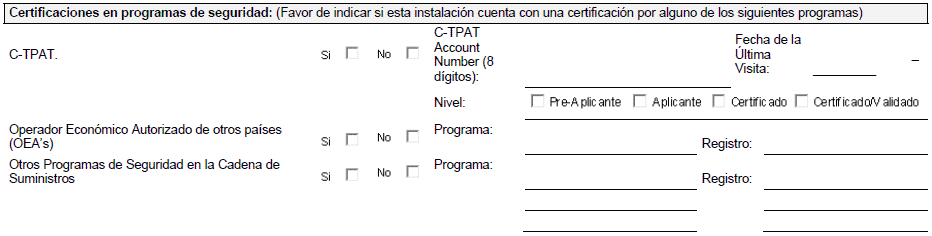 Certificaciones en programas de seguridad: (Favor de indicar si esta instalación cuenta con una certificación por alguno de los siguientes programas)
C-TPAT. Si No C-TPAT Account Number (8 dígitos): Fecha de la Última Visita: –
Nivel: Pre-Aplicante Aplicante Certificado Certificado/Validado
Operador Económico Autorizado de otros países (OEA's) Si No Programa: Registro:
Otros Programas de Seguridad en la Cadena de Suministros Si No Programa: Registro: